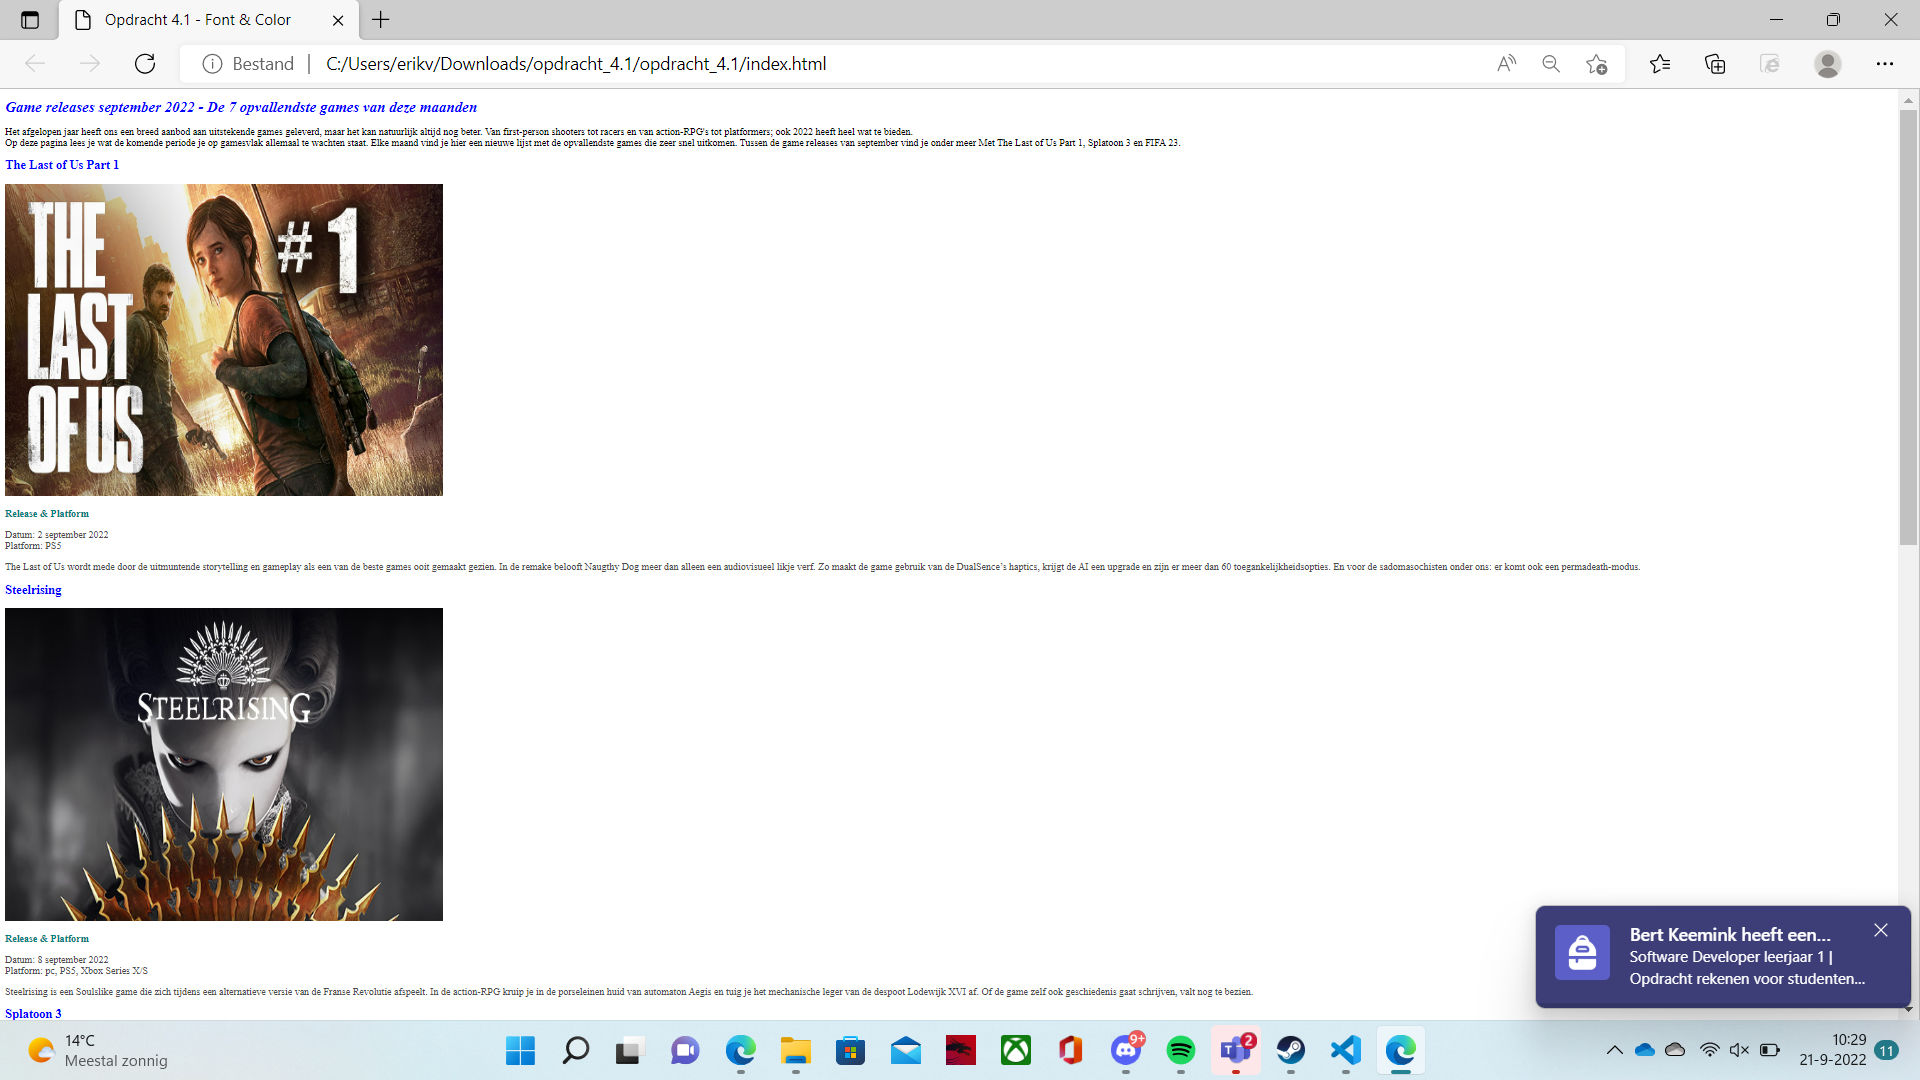 Opdracht 4.1 - Font & Color
Bestand
C:/Users/erikv/Downloads/opdracht_4.1/opdracht_4.1/index.html
Game releases september 2022 - De 7 opvallendste games van deze maanden
Het afgelopen jaar heeft ons een breed aanbod aan uitstekende games geleverd, maar het kan natuurlijk altijd nog beter. Van first-person shooters tot racers en van action-RPG's tot platformers; ook 2022 heeft heel wat te bieden.
Op deze pagina lees je wat de komende periode je op gamesvlak allemaal te wachten staat. Elke maand vind je hier een nieuwe lijst met de opvallendste games die zeer snel uitkomen. Tussen de game releases van september vind je onder meer Met The Last of Us Part 1, Splatoon 3 en FIFA 23.
The Last of Us Part 1
THE
LAST
OF US
#1
Release & Platform
Datum: 2 september 2022
Platform: PS5
The Last of Us wordt mede door de uitmuntende storytelling en gameplay als een van de beste games ooit gemaakt gezien. In de remake belooft Naugthy Dog meer dan alleen een audiovisueel likje verf. Zo maakt de game gebruik van de DualSence's haptics, krijgt de AI een upgrade en zijn er meer dan 60 toegankelijkheidsopties. En voor de sadomasochisten onder ons: er komt ook een permadeath-modus.
Steelrising
STEELRISING
Release & Platform
Datum: 8 september 2022
Platform: pc, PS5, Xbox Series X/S
Steelrising is een Soulslike game die zich tijdens een alternatieve versie van de Franse Revolutie afspeelt. In de action-RPG kruip je in de porseleinen huid van automaton Aegis en tuig je het mechanische leger van de despoot Lodewijk XVI af. Of de game zelf ook geschiedenis gaat schrijven, valt nog te bezien.
Splatoon 3
Bert Keemink heeft een...
Software Developer leerjaar 1 |
Opdracht rekenen voor studenten...
14°C
Meestal zonnig
9+
2
10:29
21-9-2022
11